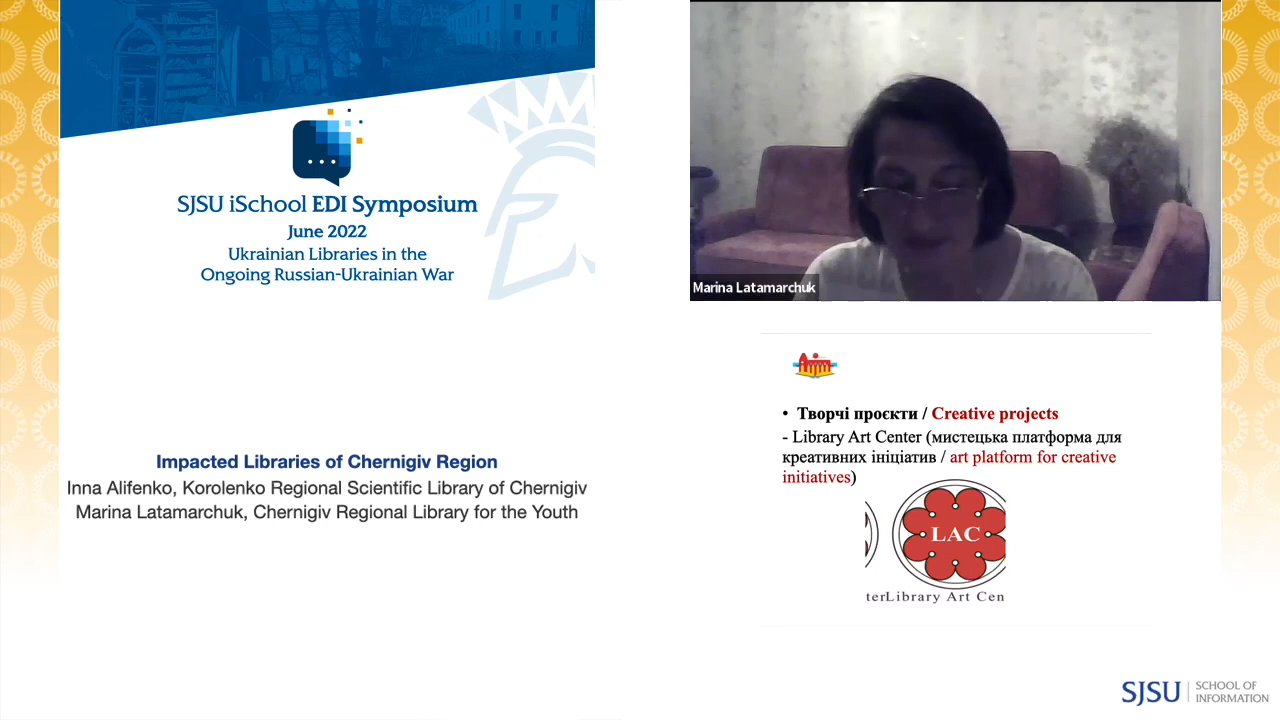 SJSU iSchool EDI Symposium
June 2022
Ukrainian Libraries in the
Ongoing Russian-Ukrainian War
Impacted Libraries of Chernigiv Region
Inna Alifenko, Korolenko Regional Scientific Library of Chernigiv
Marina Latamarchuk, Chernigiv Regional Library for the Youth
Marina Latamarchuk
• Творчі проєкти / Creative projects
- Library Art Center (мистецька платформа для
креативних ініціатив / art platform for creative
initiatives)
LAC
terLibrary Art Cen
SJSU | SCHOOL OF
INFORMATION